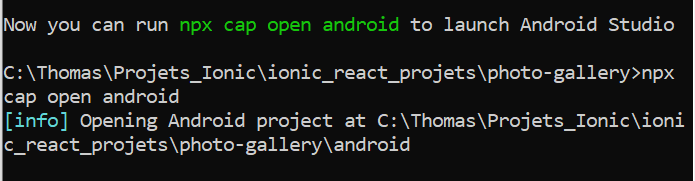 Now you can run npx cap open android to launch Android Studio
C:\Thomas\Projets_Ionic\ionic_react_projets\photo-gallery>npx
cap open android
[info] Opening Android project at C:\Thomas\Projets_Ionic\ioni
c_react_projets\photo-gallery\android